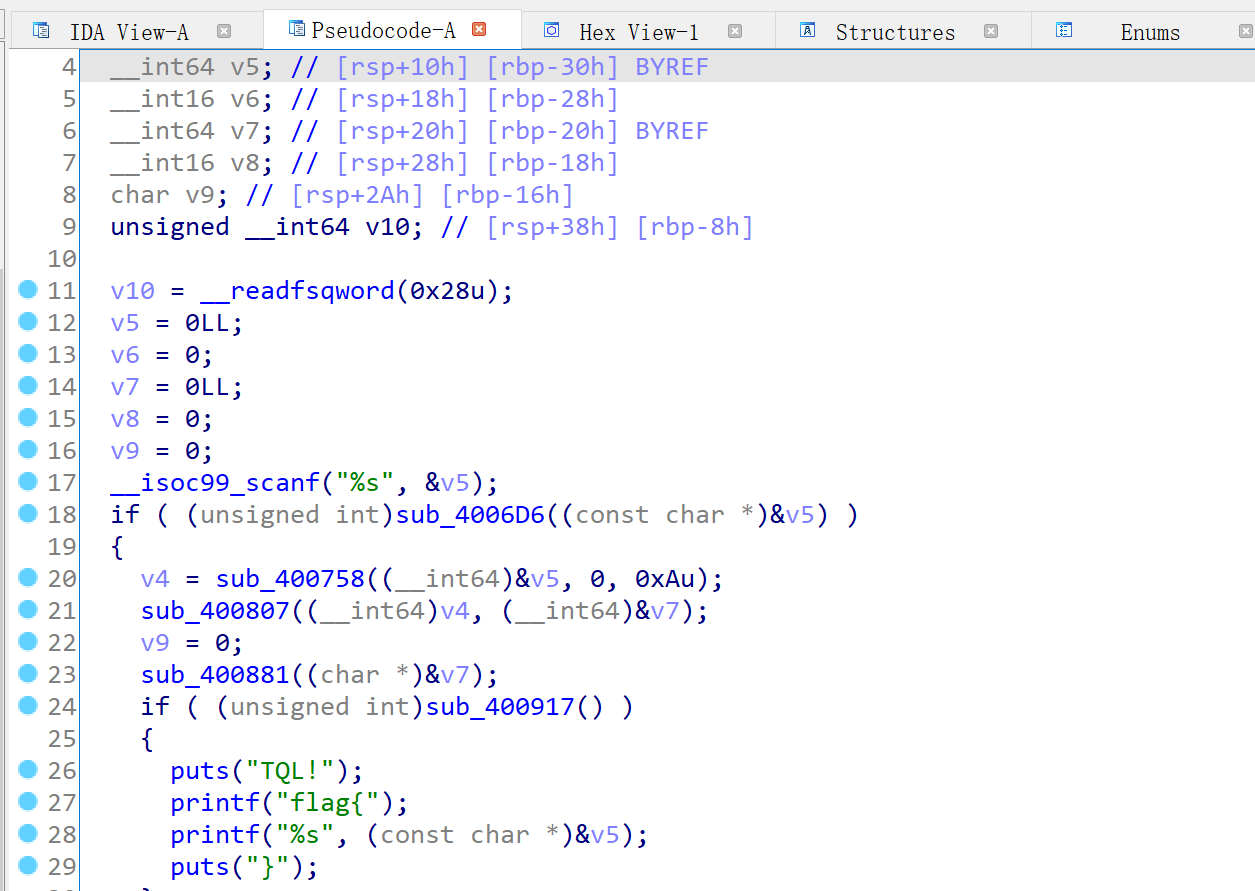 IDA View-A Pseudocode-A Hex View-1 Structures Enums
4 __int64 v5; // [rsp+10h] [rbp-30h] BYREF
5 __int16 v6; // [rsp+18h] [rbp-28h]
6 __int64 v7; // [rsp+20h] [rbp-20h] BYREF
7 __int16 v8; // [rsp+28h] [rbp-18h]
8 char v9; // [rsp+2Ah] [rbp-16h]
9 unsigned __int64 v10; // [rsp+38h] [rbp-8h]
10
11 v10 = __readfsqword(0x28u);
12 v5 = 0LL;
13 v6 = 0;
14 v7 = 0LL;
15 v8 = 0;
16 v9 = 0;
17 __isoc99_scanf("%s", &v5);
18 if ( (unsigned int)sub_4006D6((const char *)&v5) )
19 {
20 v4 = sub_400758((__int64)&v5, 0, 0xAu);
21 sub_400807((__int64)v4, (__int64)&v7);
22 v9 = 0;
23 sub_400881((char *)&v7);
24 if ( (unsigned int)sub_400917() )
25 {
26 puts("TQL!");
27 printf("flag{");
28 printf("%s", (const char *)&v5);
29 puts("}");